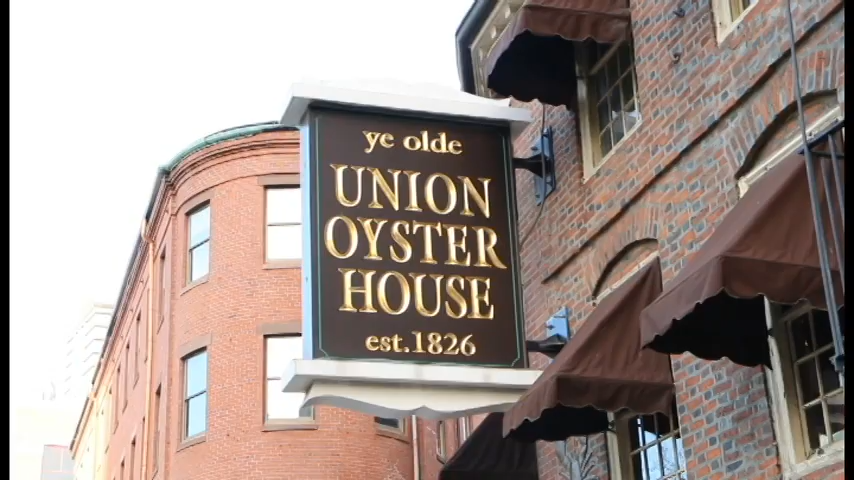 ye olde
UNION
OYSTER
HOUSE
est.1826